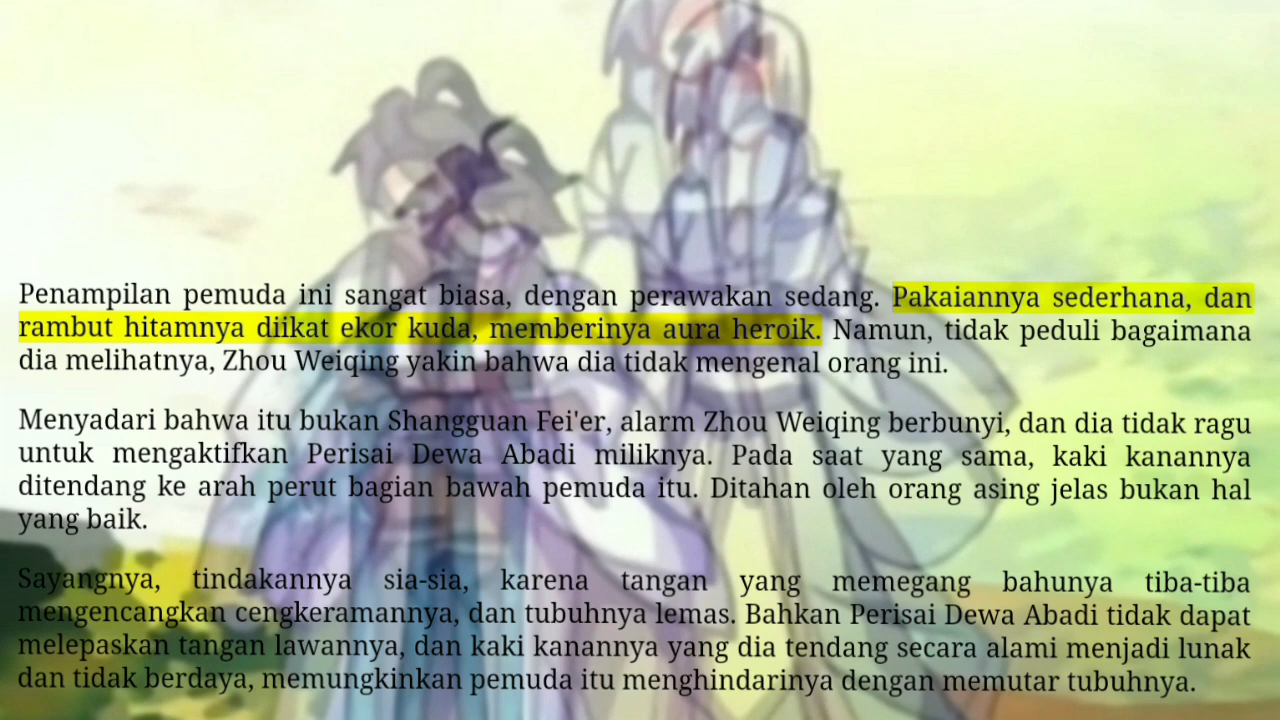 Penampilan pemuda ini sangat biasa, dengan perawakan sedang. Pakaiannya sederhana, dan
rambut hitamnya diikat ekor kuda, memberinya aura heroik. Namun, tidak peduli bagaimana
dia melihatnya, Zhou Weiqing yakin bahwa dia tidak mengenal orang ini.
Menyadari bahwa itu bukan Shangguan Fei'er, alarm Zhou Weiqing berbunyi, dan dia tidak ragu
untuk mengaktifkan Perisai Dewa Abadi miliknya. Pada saat yang sama, kaki kanannya
ditendang ke arah perut bagian bawah pemuda itu. Ditahan oleh orang asing jelas bukan hal
yang baik.
Sayangnya, tindakannya sia-sia, karena tangan yang memegang bahunya tiba-tiba
mengencangkan cengkeramannya, dan tubuhnya lemas. Bahkan Perisai Dewa Abadi tidak dapat
melepaskan tangan lawannya, dan kaki kanannya yang dia tendang secara alami menjadi lunak
dan tidak berdaya, memungkinkan pemuda itu menghindarinya dengan memutar tubuhnya.